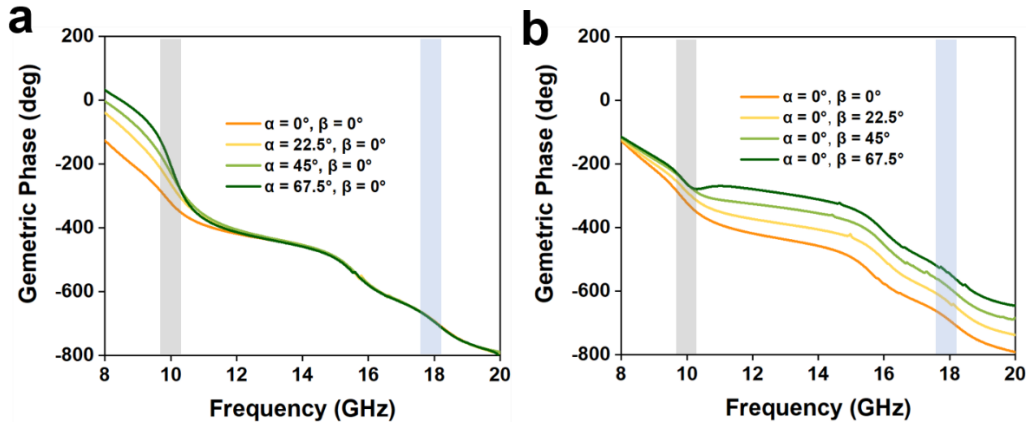 a
200
0
-200
-400
-600
-800
Gemetric Phase (deg)
α = 0°, β = 0°
α = 22.5°, β = 0°
α = 45°, β = 0°
α = 67.5°, β = 0°
8 10 12 14 16 18 20
Frequency (GHz)
b
200
0
-200
-400
-600
-800
Gemetric Phase (deg)
α = 0°, β = 0°
α = 0°, β = 22.5°
α = 0°, β = 45°
α = 0°, β = 67.5°
8 10 12 14 16 18 20
Frequency (GHz)